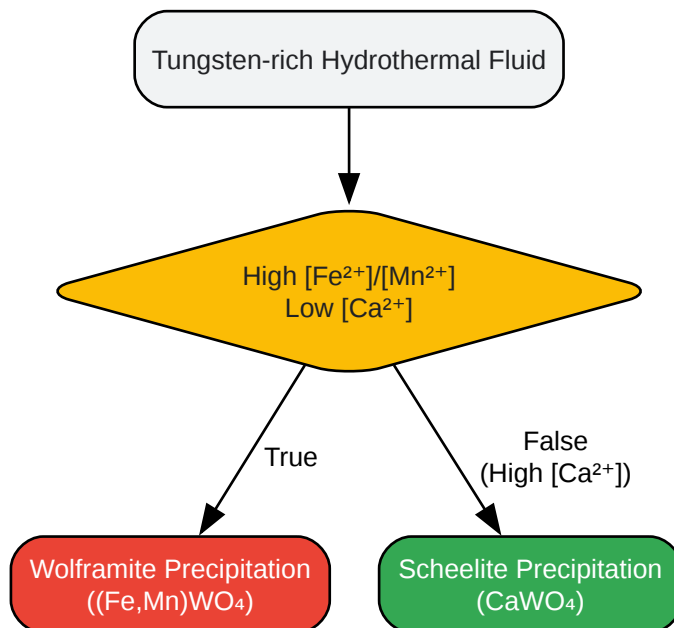 Tungsten-rich Hydrothermal Fluid
High [Fe²⁺]/[Mn²⁺]
Low [Ca²⁺]
True
False
(High [Ca²⁺])
Wolframite Precipitation
((Fe,Mn)WO₄)
Scheelite Precipitation
(CaWO₄)